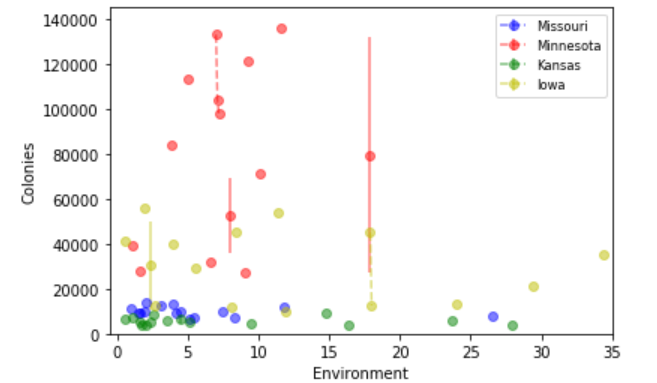 140000
120000
100000
80000
60000
40000
20000
0
Colonies
0 5 10 15 20 25 30 35
Environment
Missouri
Minnesota
Kansas
Iowa